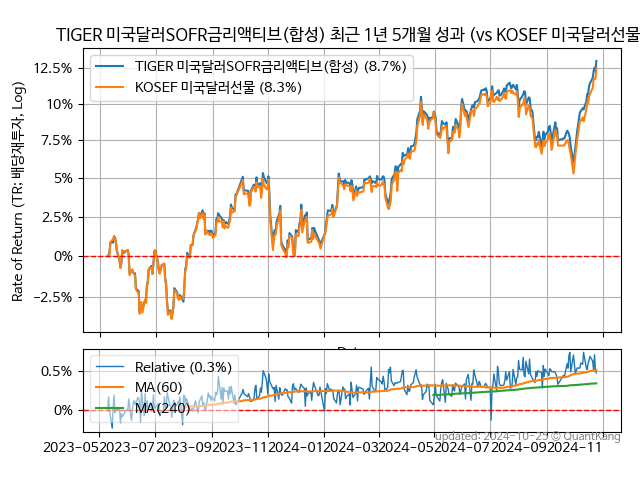 TIGER 미국달러SOFR금리액티브(합성) 최근 1년 5개월 성과 (vs KOSEF 미국달러선물
Rate of Return (TR: 배당재투자, Log)
12.5%
10%
7.5%
5%
2.5%
0%
−2.5%
TIGER 미국달러SOFR금리액티브(합성) (8.7%)
KOSEF 미국달러선물 (8.3%)
0.5%
0%
Relative (0.3%)
MA(60)
MA(240)
2023-05 2023-07 2023-09 2023-11 2024-01 2024-03 2024-05 2024-07 2024-09 2024-11
updated: 2024-10-25 © QuantKang